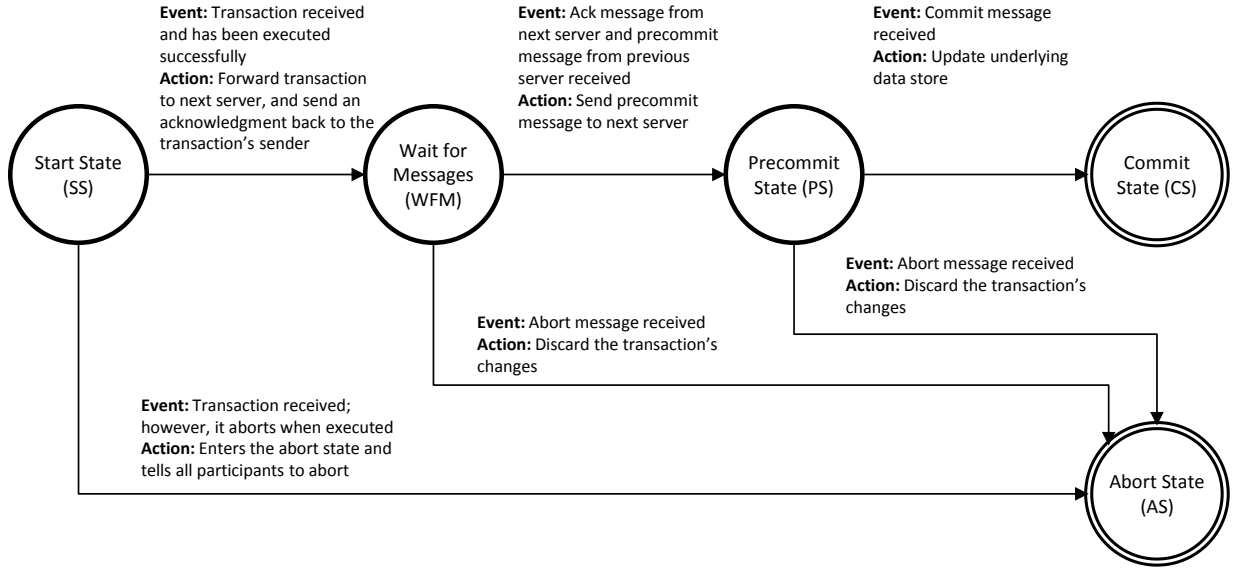 Event: Transaction received
and has been executed
successfully
Action: Forward transaction
to next server, and send an
acknowledgment back to the
transaction's sender
Event: Ack message from
next server and precommit
message from previous
server received
Action: Send precommit
message to next server
Event: Commit message
received
Action: Update underlying
data store
Start State
(SS)
Wait for
Messages
(WFM)
Precommit
State (PS)
Commit
State (CS)
Event: Abort message received
Action: Discard the transaction's
changes
Event: Abort message received
Action: Discard the transaction's
changes
Event: Transaction received;
however, it aborts when executed
Action: Enters the abort state and
tells all participants to abort
Abort State
(AS)